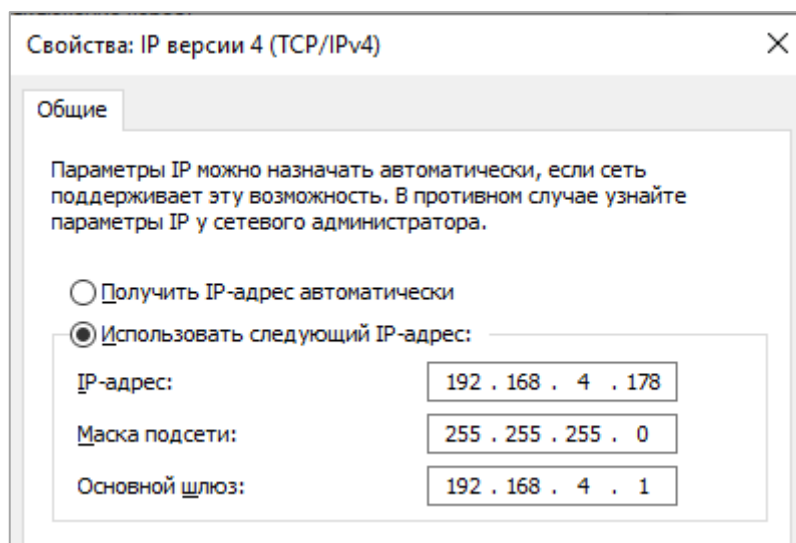 Свойства: IP версии 4 (TCP/IPv4)
Общие
Параметры IP можно назначать автоматически, если сеть
поддерживает эту возможность. В противном случае узнайте
параметры IP у сетевого администратора.
Получить IP-адрес автоматически
Использовать следующий IP-адрес:
IP-адрес: 192 . 168 . 4 . 178
Маска подсети: 255 . 255 . 255 . 0
Основной шлюз: 192 . 168 . 4 . 1